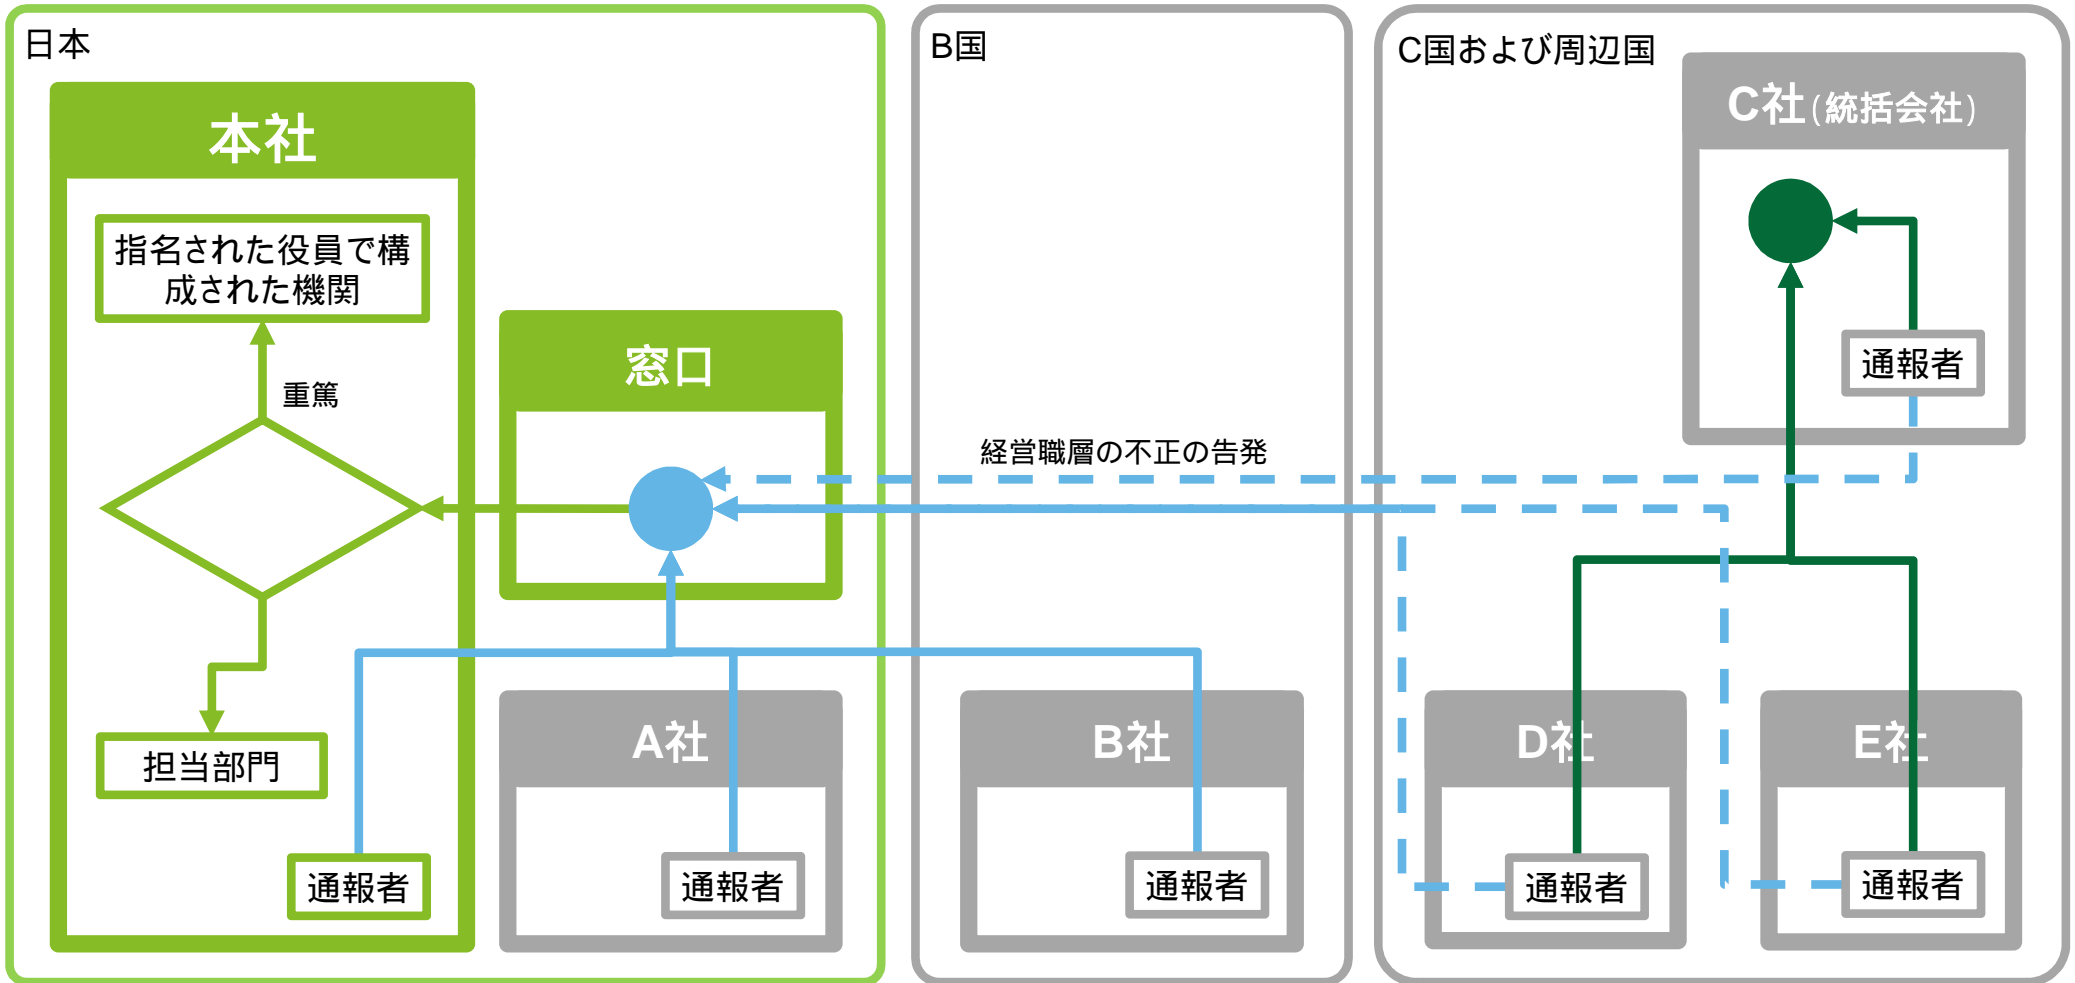 日本
本社
指名された役員で構
成された機関
重篤
担当部門
通報者
窓口
A社
通報者
B国
経営職層の不正の告発
B社
通報者
C国および周辺国
C社(統括会社)
通報者
D社
通報者
E社
通報者